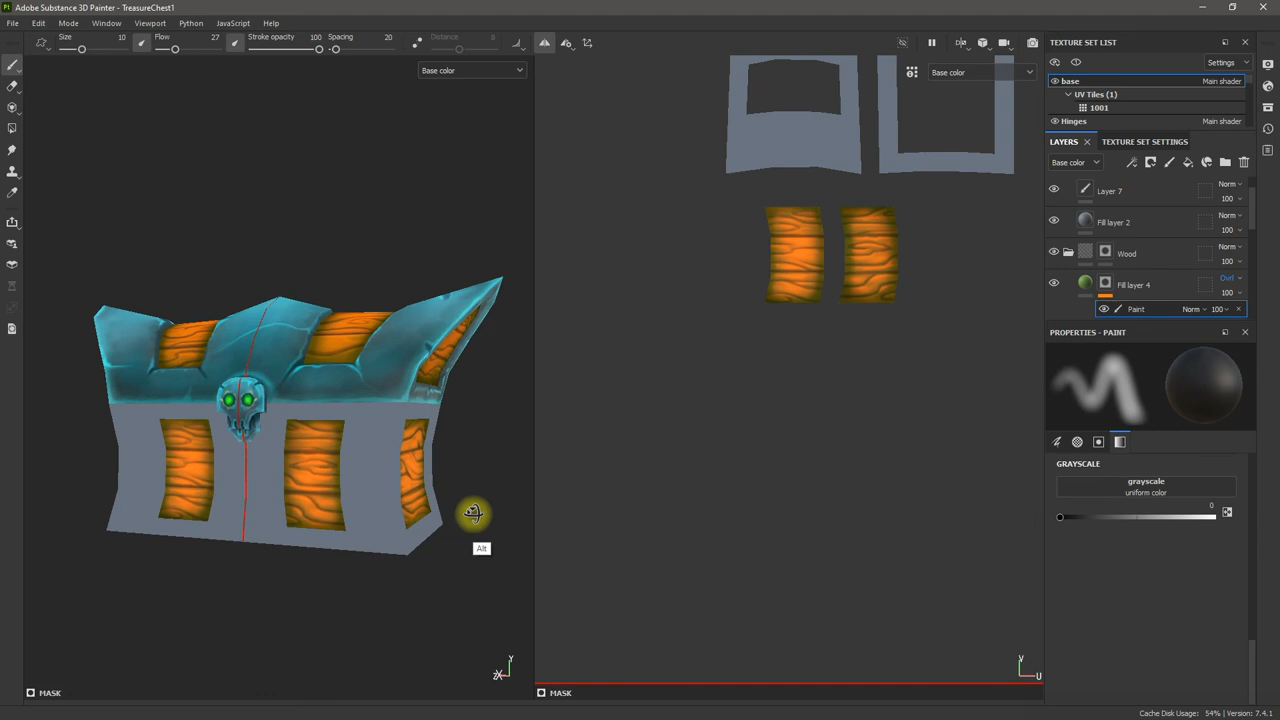 Adobe Substance 3D Painter - TreasureChest1
File Edit Mode Window Viewport Python JavaScript Help
Size 10 Flow 27 Stroke opacity 100 Spacing 20 Distance 8
Base color
Base color
TEXTURE SET LIST
Settings
base Main shader
UV Tiles (1)
1001
Hinges Main shader
LAYERS TEXTURE SET SETTINGS
Base color
Layer 7 Norm 100
Fill layer 2 Norm 100
Wood Norm 100
Fill layer 4 Ovrl 100
Paint Norm 100
PROPERTIES - PAINT
GRAYSCALE
grayscale
uniform color
0
Alt
Y
X
Z
V
U
MASK
MASK
Cache Disk Usage: 54% | Version: 7.4.1